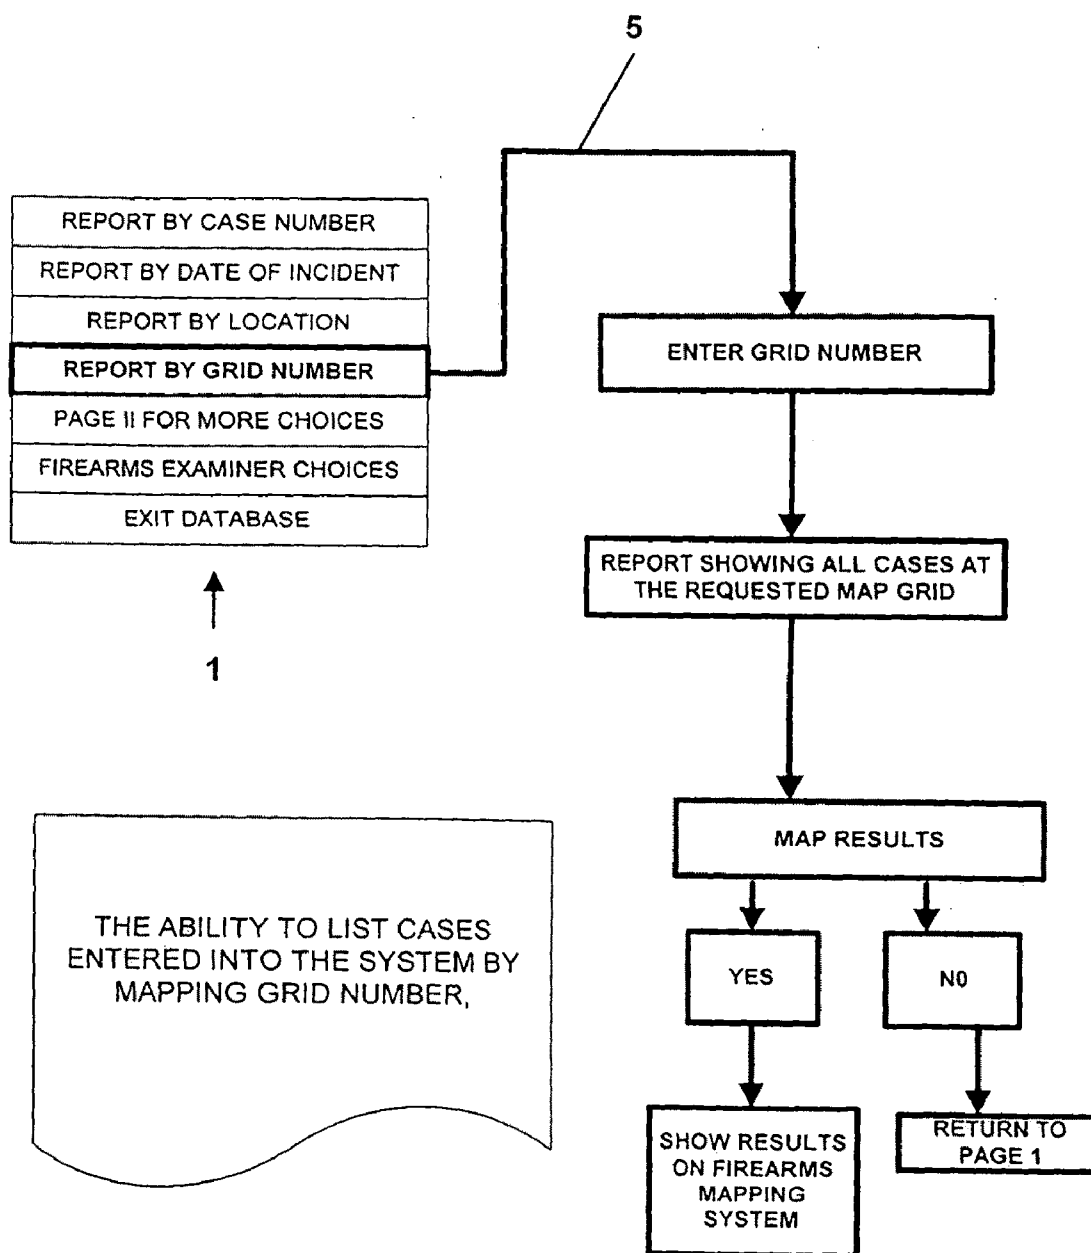 5
REPORT BY CASE NUMBER
REPORT BY DATE OF INCIDENT
REPORT BY LOCATION
REPORT BY GRID NUMBER
PAGE II FOR MORE CHOICES
FIREARMS EXAMINER CHOICES
EXIT DATABASE
1
ENTER GRID NUMBER
REPORT SHOWING ALL CASES AT
THE REQUESTED MAP GRID
MAP RESULTS
YES
N0
SHOW RESULTS
ON FIREARMS
MAPPING
SYSTEM
RETURN TO
PAGE 1
THE ABILITY TO LIST CASES
ENTERED INTO THE SYSTEM BY
MAPPING GRID NUMBER,